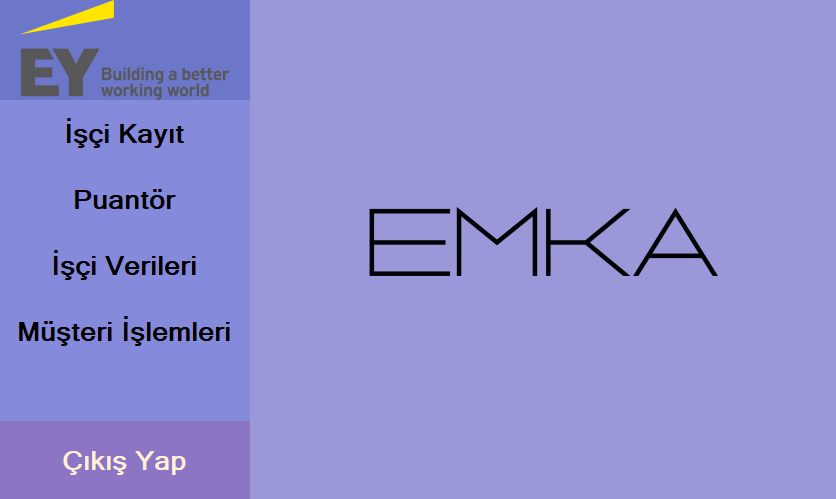 EY Building a better
working world
İşçi Kayıt
Puantör
İşçi Verileri
Müşteri İşlemleri
Çıkış Yap
EMKA